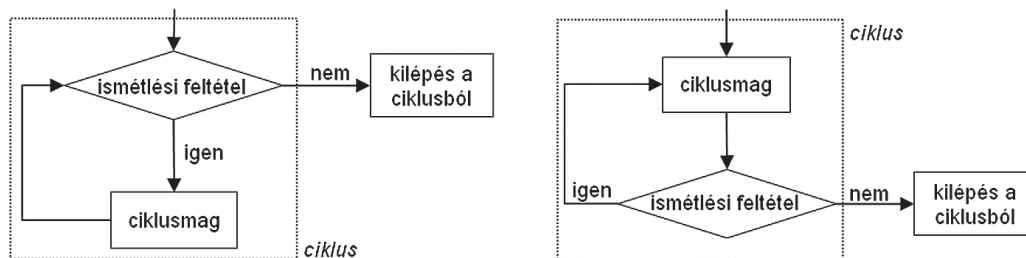 ismétlési feltétel
nem
kilépés a
ciklusból
igen
ciklusmag
ciklus
ciklus
ciklusmag
igen
ismétlési feltétel
nem
kilépés a
ciklusból